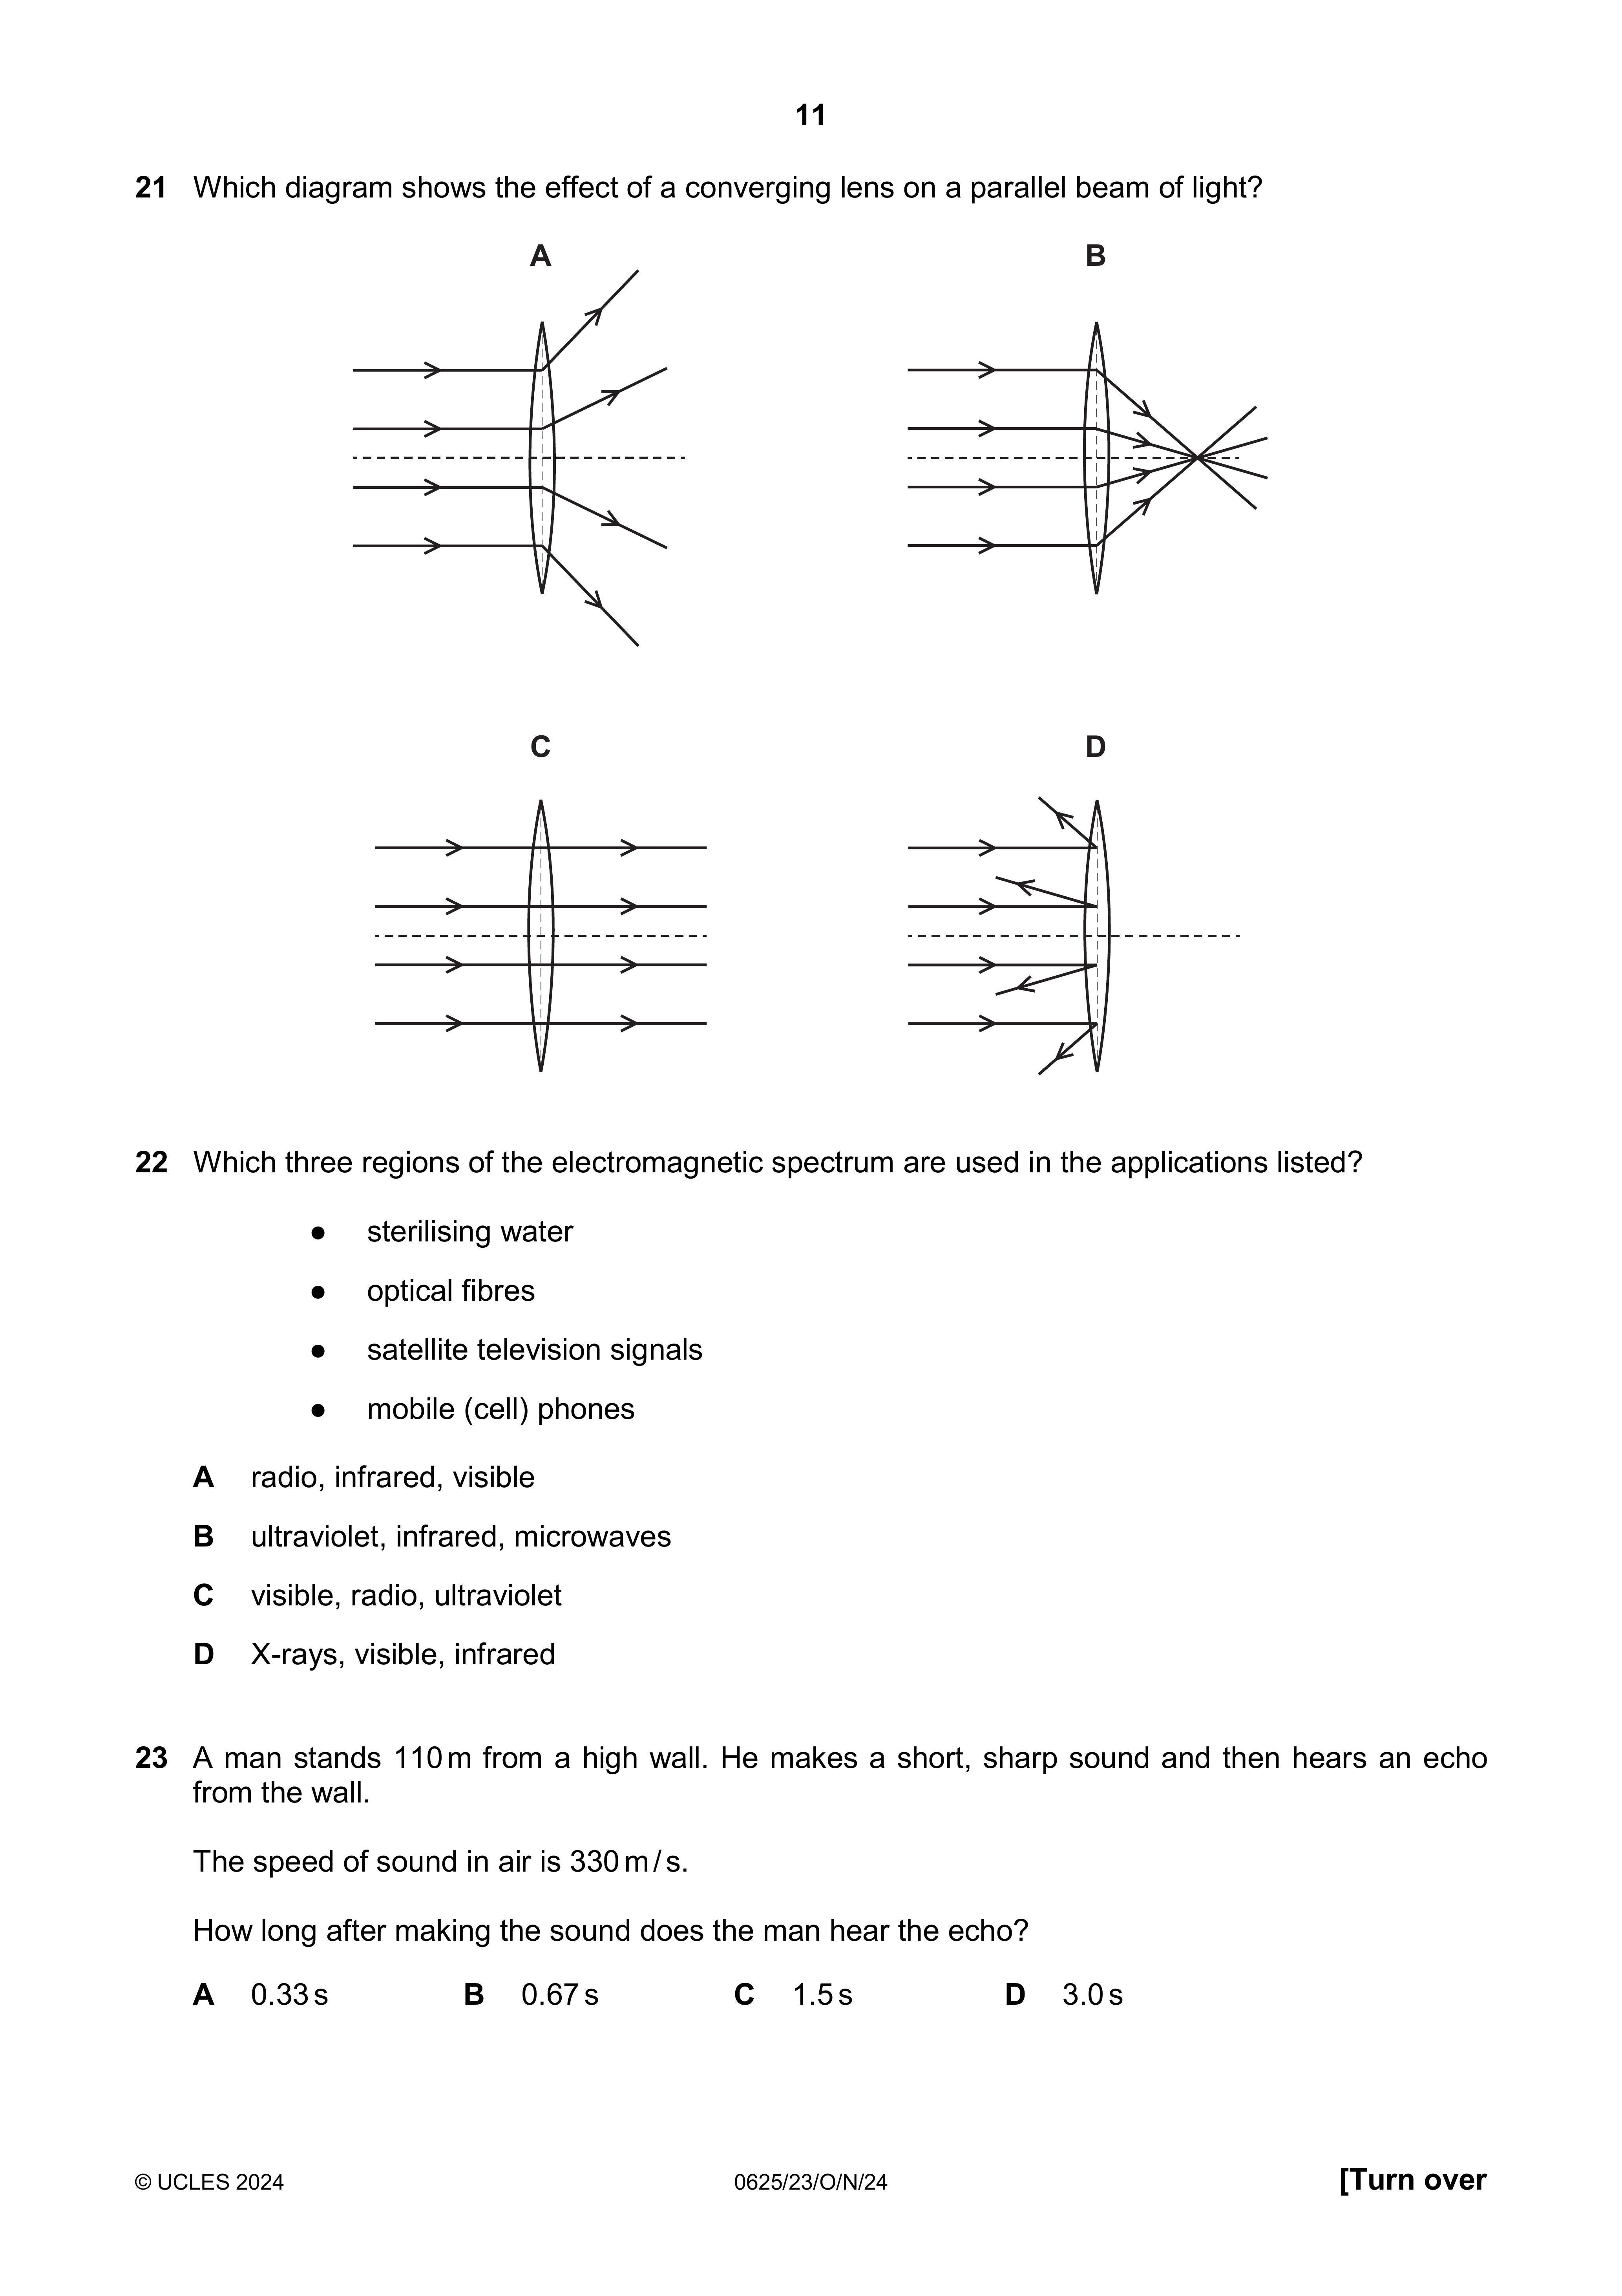 11
21 Which diagram shows the effect of a converging lens on a parallel beam of light?
A B
C D
22 Which three regions of the electromagnetic spectrum are used in the applications listed?
● sterilising water
● optical fibres
● satellite television signals
● mobile (cell) phones
A radio, infrared, visible
B ultraviolet, infrared, microwaves
C visible, radio, ultraviolet
D X-rays, visible, infrared
23 A man stands 110 m from a high wall. He makes a short, sharp sound and then hears an echo
from the wall.
The speed of sound in air is 330 m / s.
How long after making the sound does the man hear the echo?
A 0.33 s B 0.67 s C 1.5 s D 3.0 s
© UCLES 2024 0625/23/O/N/24 [Turn over